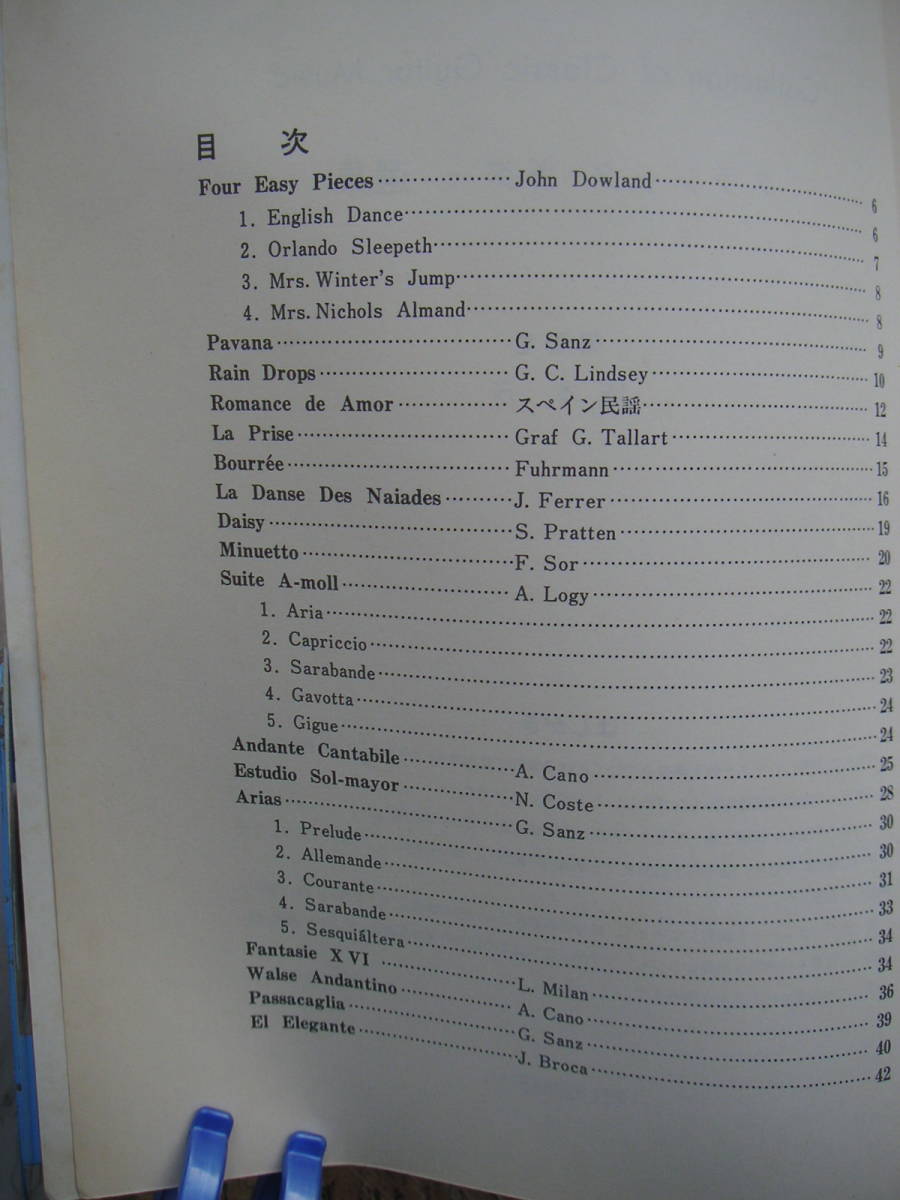 目 次
Four Easy Pieces ・・・ John Dowland ・・・ 6
1. English Dance ・・・ 6
2. Orlando Sleepeth ・・・ 7
3. Mrs. Winter's Jump ・・・ 8
4. Mrs. Nichols Almand ・・・ 8
Pavana ・・・ G. Sanz ・・・ 9
Rain Drops ・・・ G. C. Lindsey ・・・ 10
Romance de Amor ・・・ スペイン民謡 ・・・ 12
La Prise ・・・ Graf G. Tallart ・・・ 14
Bourrée ・・・ Fuhrmann ・・・ 15
La Danse Des Naiades ・・・ J. Ferrer ・・・ 16
Daisy ・・・ S. Pratten ・・・ 19
Minuetto ・・・ F. Sor ・・・ 20
Suite A-moll ・・・ A. Logy ・・・ 22
1. Aria ・・・ 22
2. Capriccio ・・・ 22
3. Sarabande ・・・ 23
4. Gavotta ・・・ 24
5. Gigue ・・・ 24
Andante Cantabile ・・・ A. Cano ・・・ 25
Estudio Sol-mayor ・・・ N. Coste ・・・ 28
Arias ・・・ G. Sanz ・・・ 30
1. Prelude ・・・ 30
2. Allemande ・・・ 31
3. Courante ・・・ 33
4. Sarabande ・・・ 34
5. Sesquiáltera ・・・ 34
Fantasie XVI ・・・ L. Milan ・・・ 36
Walse Andantino ・・・ A. Cano ・・・ 39
Passacaglia ・・・ G. Sanz ・・・ 40
El Elegante ・・・ J. Broca ・・・ 42